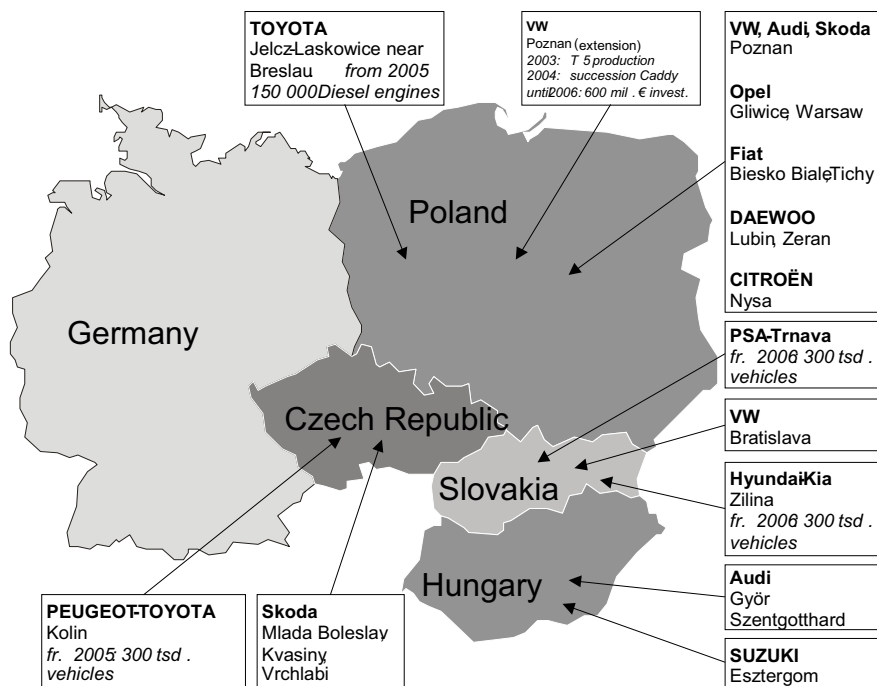 TOYOTA
Jelcz-Laskowice near
Breslau from 2005
150 000 Diesel engines
VW
Poznan (extension)
2003: T 5 production
2004: succession Caddy
until 2006: 600 mil . € invest.
VW, Audi, Skoda
Poznan
Opel
Gliwice, Warsaw
Fiat
Biesko Biale, Tichy
DAEWOO
Lubin, Zeran
CITROËN
Nysa
Poland
Germany
PSA-Trnava
fr. 2006: 300 tsd .
vehicles
Czech Republic
VW
Bratislava
Slovakia
Hyundai-Kia
Zilina
fr. 2006: 300 tsd .
vehicles
Hungary
Audi
Györ
Szentgotthard
PEUGEOT-TOYOTA
Kolin
fr. 2005: 300 tsd .
vehicles
Skoda
Mlada Boleslav,
Kvasiny,
Vrchlabi
SUZUKI
Esztergom